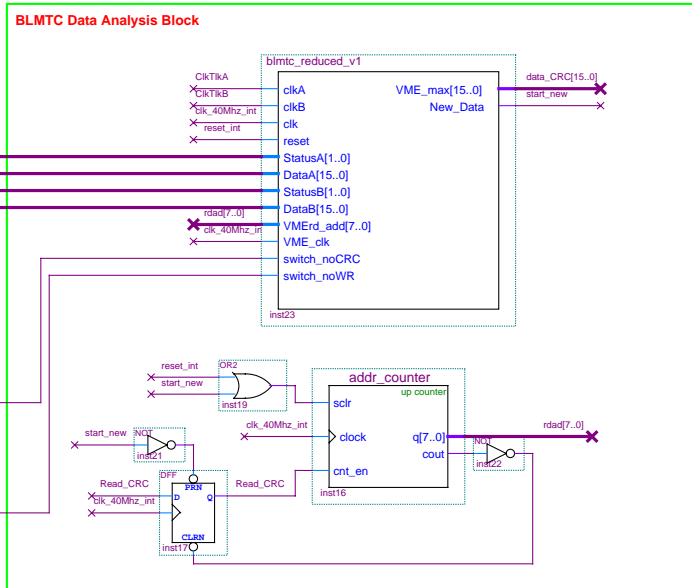 BLMTC Data Analysis Block
blmtc_reduced_v1
ClkTlkA
clkA
VME_max[15..0]
data_CRC[15..0]
ClkTlkB
clkB
New_Data
start_new
clk_40Mhz_int
clk
reset_int
reset
StatusA[1..0]
DataA[15..0]
StatusB[1..0]
DataB[15..0]
rdad[7..0]
VMErd_add[7..0]
clk_40Mhz_int
VME_clk
switch_noCRC
switch_noWR
inst23
reset_int
OR2
start_new
inst19
addr_counter
up counter
sclr
clk_40Mhz_int
clock
q[7..0]
rdad[7..0]
cout
cnt_en
inst16
NOT
inst22
start_new
NOT
inst21
DFF
PRN
Read_CRC
D
Q
Read_CRC
clk_40Mhz_int
CLRN
inst17